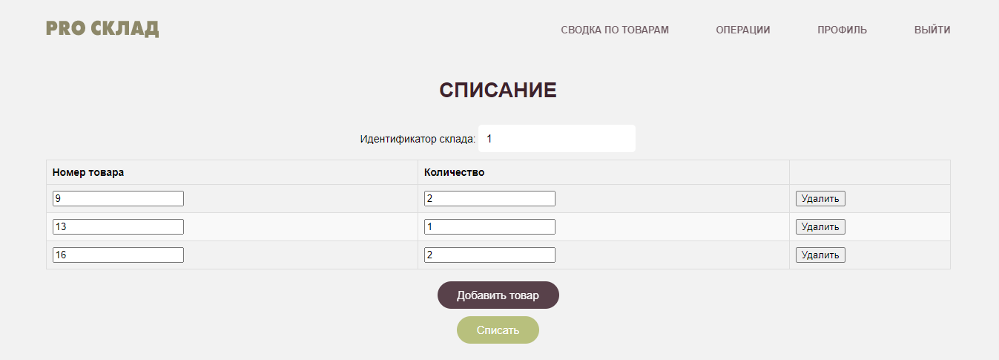 PRO СКЛАД
СВОДКА ПО ТОВАРАМ ОПЕРАЦИИ ПРОФИЛЬ ВЫЙТИ
СПИСАНИЕ
Идентификатор склада: 1
Номер товара Количество
9 2 Удалить
13 1 Удалить
16 2 Удалить
Добавить товар
Списать